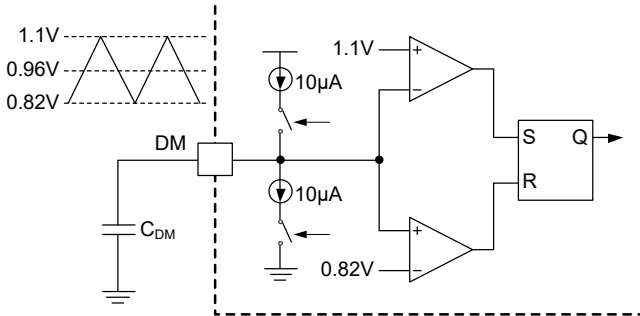 1.1V
0.96V
0.82V
DM
C_DM
10µA
10µA
1.1V
0.82V
+
−
+
−
S
Q
R